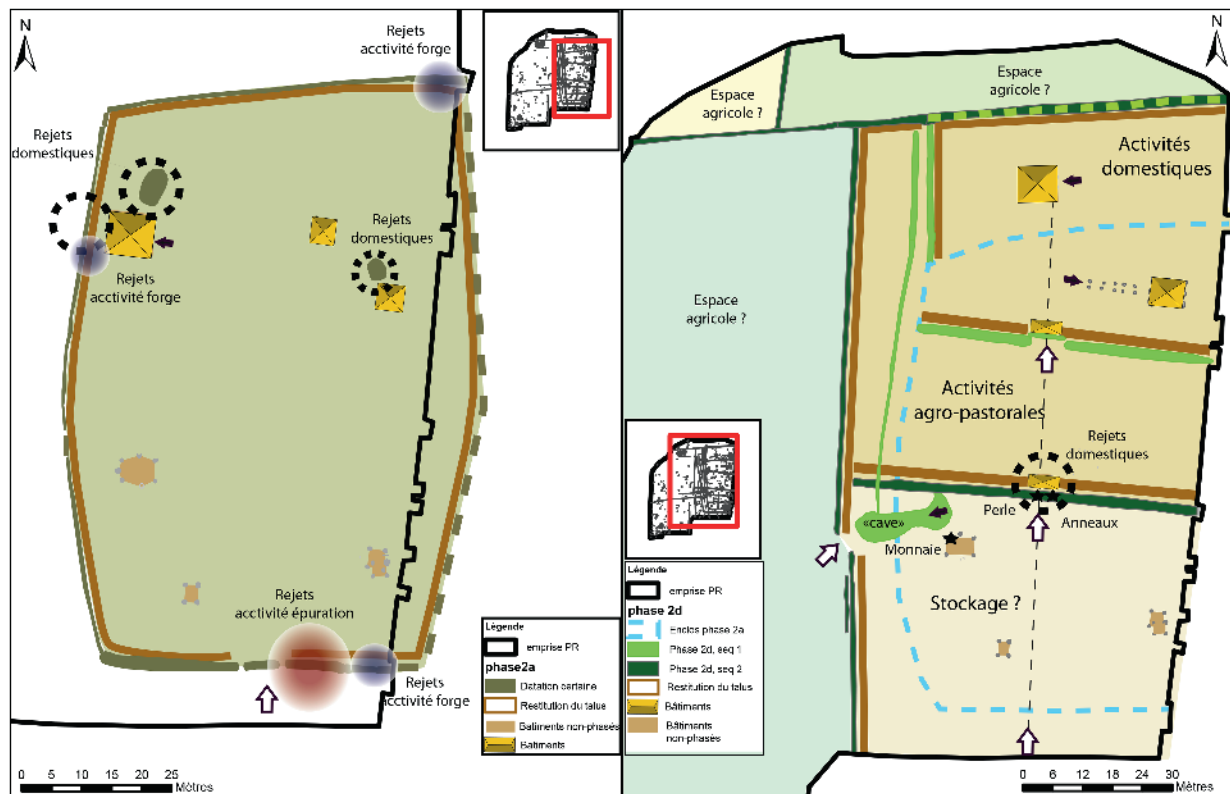 N
Rejets
acctivité forge
Rejets
domestiques
Rejets
domestiques
Rejets
acctivité forge
Rejets
acctivité épuration
Rejets
acctivité forge
Légende
emprise PR
phase2a
Datation certaine
Restitution du talus
Batiments non-phasés
Batiments
0 5 10 15 20 25
Mètres
N
Espace
agricole ?
Espace
agricole ?
Activités
domestiques
Espace
agricole ?
Activités
agro-pastorales
Rejets
domestiques
Perle
Anneaux
«cave»
Monnaie
Stockage ?
Légende
emprise PR
phase 2d
Enclos phase 2a
Phase 2d, seq 1
Phase 2d, seq 2
Restitution du talus
Bâtiments
Bâtiments
non-phasés
0 6 12 18 24 30
Mètres